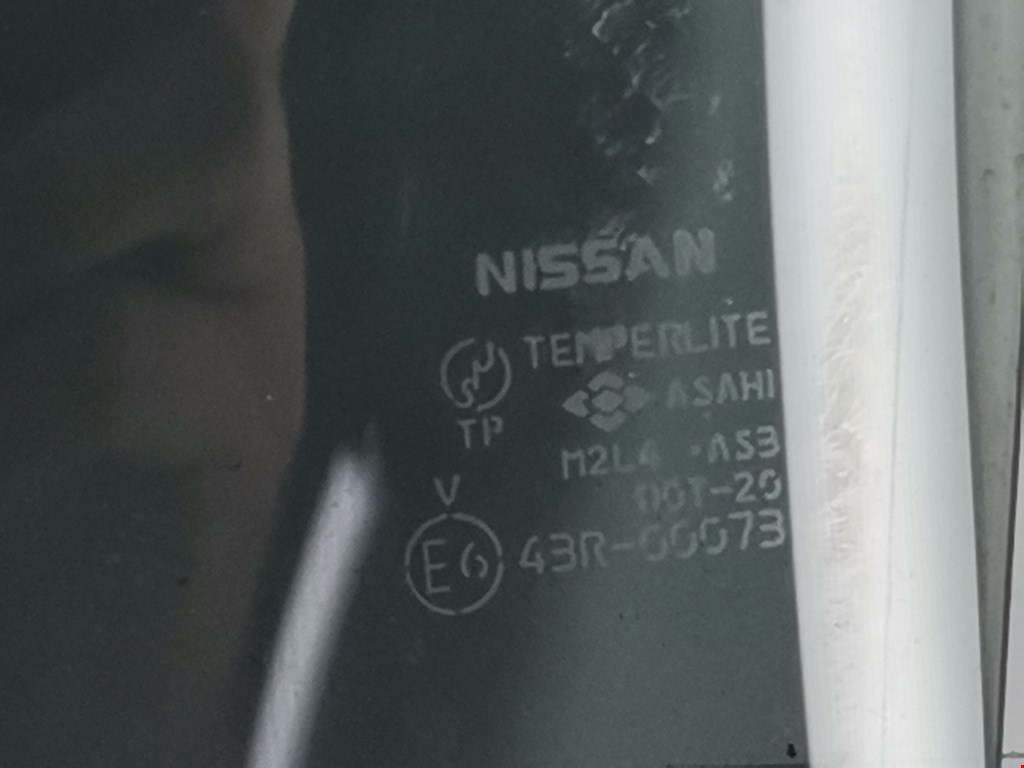 NISSAN
TEMPERLITE
TP
ASAHI
M2L4 ·AS3
DOT-20
V
E6 43R-00073